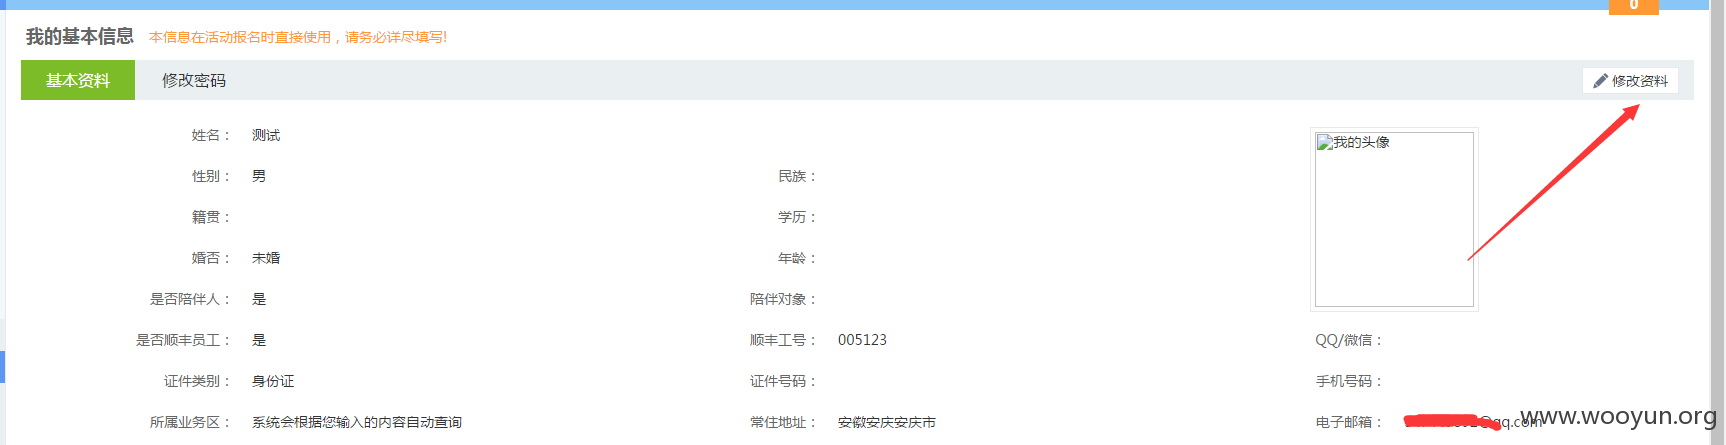 0
我的基本信息 本信息在活动报名时直接使用，请务必详尽填写!
基本资料 修改密码 修改资料
姓名： 测试 我的头像
性别： 男 民族：
籍贯： 学历：
婚否： 未婚 年龄：
是否陪伴人： 是 陪伴对象：
是否顺丰员工： 是 顺丰工号： 005123 QQ/微信：
证件类别： 身份证 证件号码： 手机号码：
所属业务区： 系统会根据您输入的内容自动查询 常住地址： 安徽安庆安庆市 电子邮箱： @qq.com
www.wooyun.org